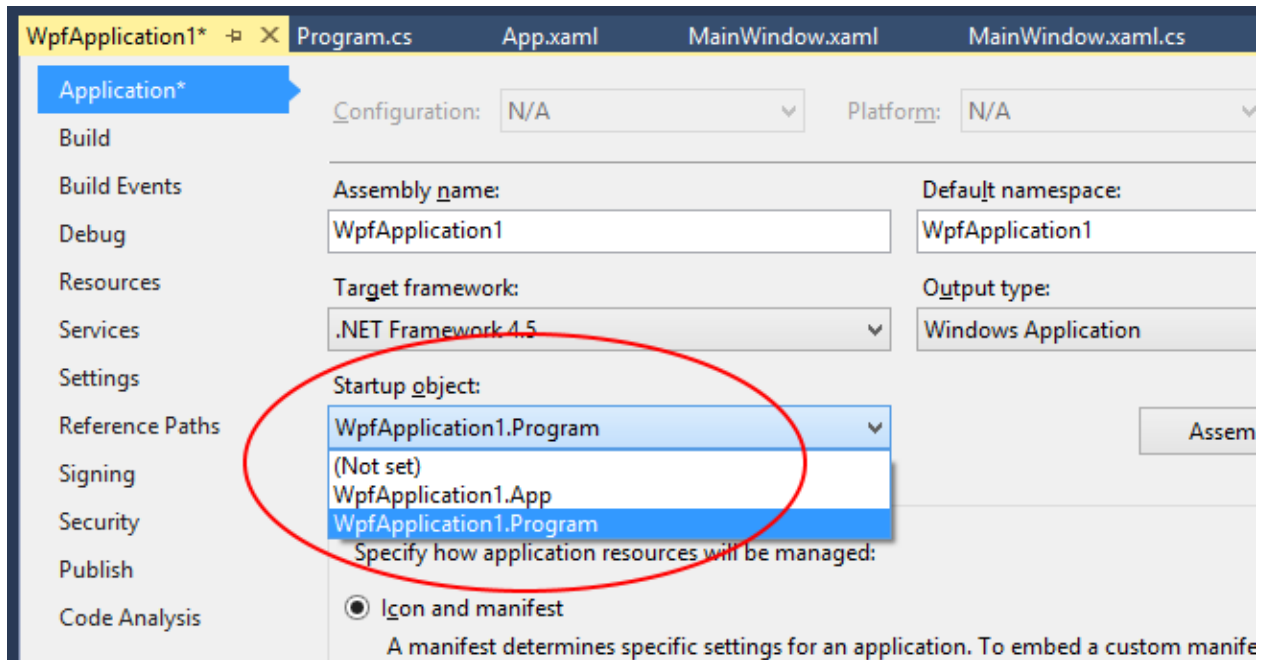 WpfApplication1* Program.cs App.xaml MainWindow.xaml MainWindow.xaml.cs
Application*
Build
Build Events
Debug
Resources
Services
Settings
Reference Paths
Signing
Security
Publish
Code Analysis
Configuration: N/A Platform: N/A
Assembly name: Default namespace:
WpfApplication1 WpfApplication1
Target framework: Output type:
.NET Framework 4.5 Windows Application
Startup object:
WpfApplication1.Program Assem
(Not set)
WpfApplication1.App
WpfApplication1.Program
Specify how application resources will be managed:
Icon and manifest
A manifest determines specific settings for an application. To embed a custom manife